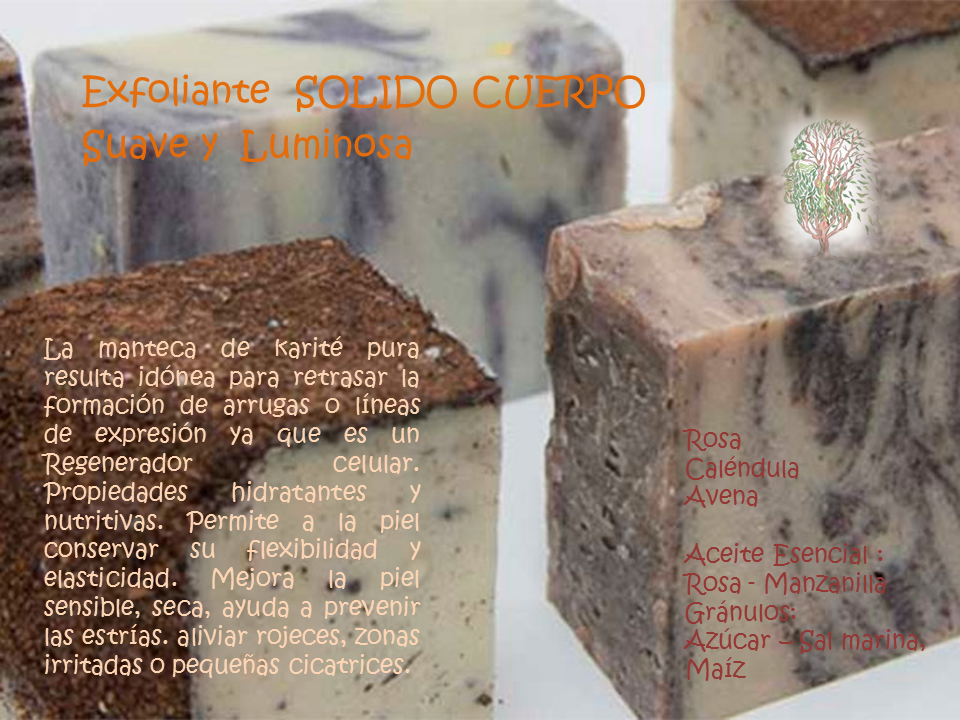 Exfoliante SOLIDO CUERPO
Suave y Luminosa
La manteca de karité pura
resulta idónea para retrasar la
formación de arrugas o líneas
de expresión ya que es un
Regenerador celular.
Propiedades hidratantes y
nutritivas. Permite a la piel
conservar su flexibilidad y
elasticidad. Mejora la piel
sensible, seca, ayuda a prevenir
las estrías. aliviar rojeces, zonas
irritadas o pequeñas cicatrices.
Rosa
Caléndula
Avena
Aceite Esencial :
Rosa - Manzanilla
Gránulos:
Azúcar – Sal marina,
Maíz